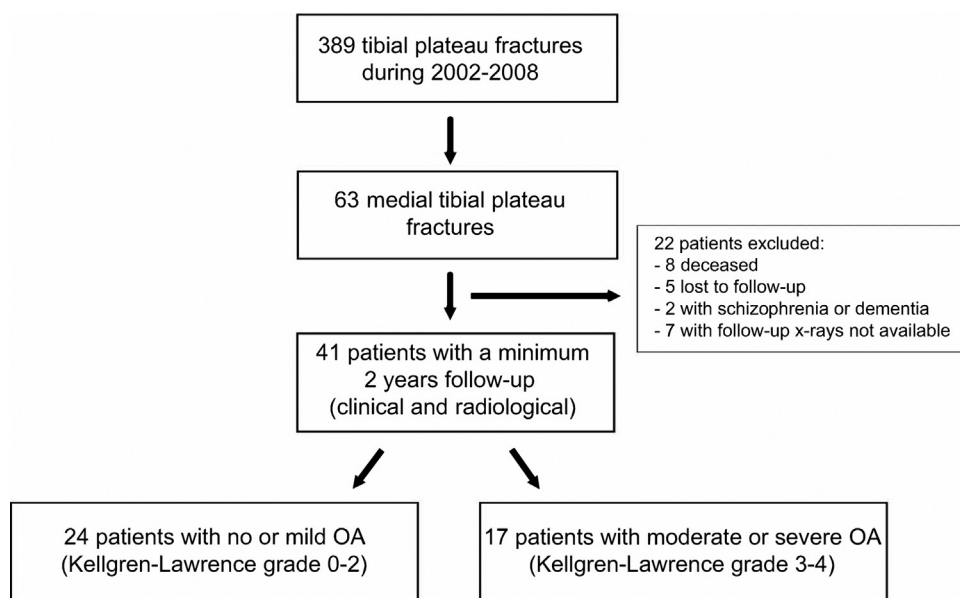 389 tibial plateau fractures
during 2002-2008
63 medial tibial plateau
fractures
22 patients excluded:
- 8 deceased
- 5 lost to follow-up
- 2 with schizophrenia or dementia
- 7 with follow-up x-rays not available
41 patients with a minimum
2 years follow-up
(clinical and radiological)
24 patients with no or mild OA
(Kellgren-Lawrence grade 0-2)
17 patients with moderate or severe OA
(Kellgren-Lawrence grade 3-4)